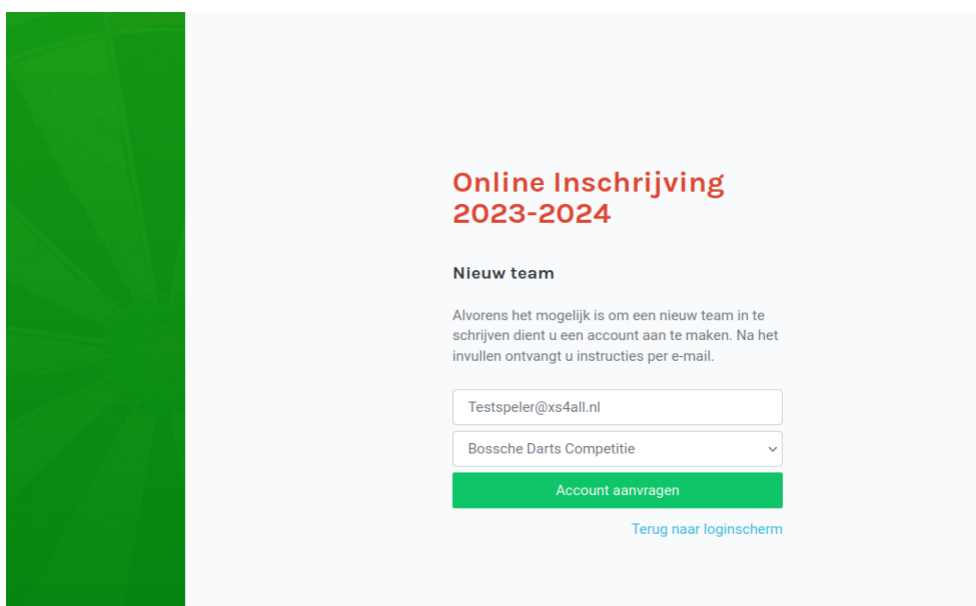 Online Inschrijving
2023-2024
Nieuw team
Alvorens het mogelijk is om een nieuw team in te
schrijven dient u een account aan te maken. Na het
invullen ontvangt u instructies per e-mail.
Testspeler@xs4all.nl
Bossche Darts Competitie
Account aanvragen
Terug naar loginscherm